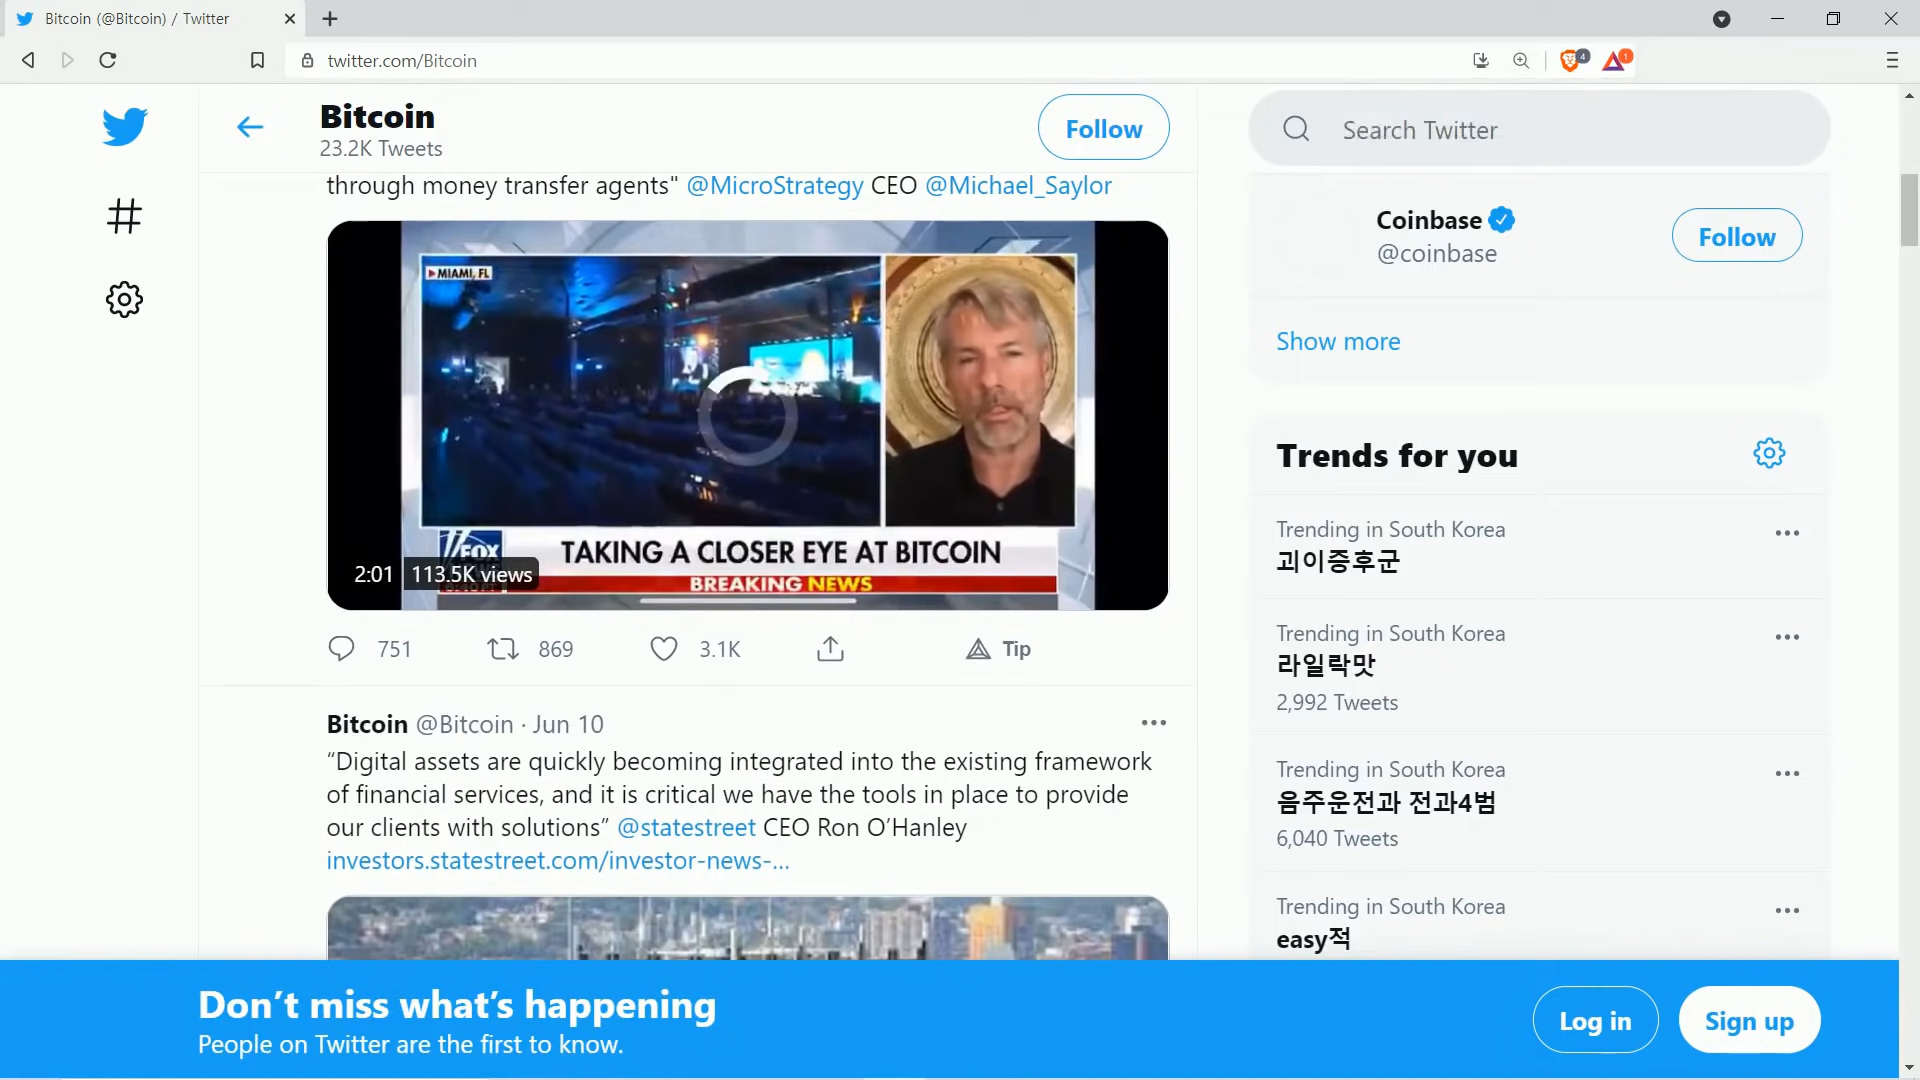 Bitcoin (@Bitcoin) / Twitter
twitter.com/Bitcoin
4
1
Bitcoin
23.2K Tweets
Follow
through money transfer agents" @MicroStrategy CEO @Michael_Saylor
MIAMI, FL
FOX
TAKING A CLOSER EYE AT BITCOIN
BREAKING NEWS
2:01
113.5K views
751
869
3.1K
Tip
Bitcoin @Bitcoin · Jun 10
“Digital assets are quickly becoming integrated into the existing framework
of financial services, and it is critical we have the tools in place to provide
our clients with solutions” @statestreet CEO Ron O’Hanley
investors.statestreet.com/investor-news-...
Search Twitter
Coinbase
@coinbase
Follow
Show more
Trends for you
Trending in South Korea
괴이증후군
Trending in South Korea
라일락맛
2,992 Tweets
Trending in South Korea
음주운전과 전과4범
6,040 Tweets
Trending in South Korea
easy적
Don’t miss what’s happening
People on Twitter are the first to know.
Log in
Sign up